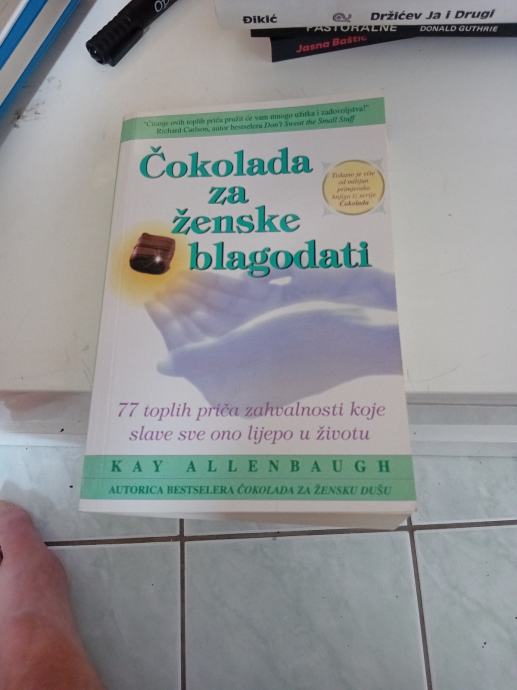 Đikić
Držićev Ja i Drugi
PASTORALNE
DONALD GUTHRIE
Jasna Baštić
"Čitanje ovih toplih priča pružit će vam mnogo užitka i zadovoljstva!"
Richard Carlson, autor bestselera Don't Sweat the Small Stuff
Čokolada
za
ženske
blagodati
Tiskano je više
od milijun
primjeraka
knjiga iz serije
Čokolada
77 toplih priča zahvalnosti koje
slave sve ono lijepo u životu
KAY ALLENBAUGH
AUTORICA BESTSELERA ČOKOLADA ZA ŽENSKU DUŠU